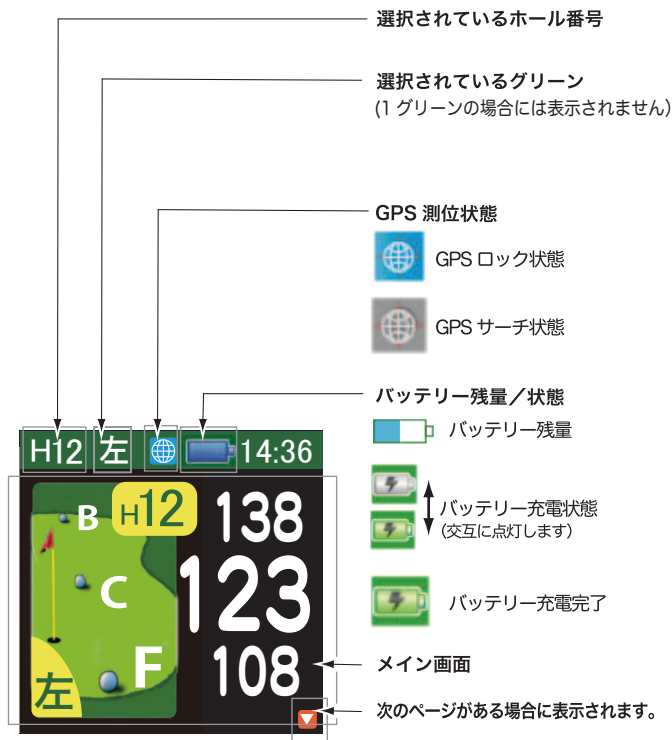 選択されているホール番号
選択されているグリーン
(1 グリーンの場合には表示されません)
GPS 測位状態
GPS ロック状態
GPS サーチ状態
バッテリー残量／状態
バッテリー残量
バッテリー充電状態
(交互に点灯します)
バッテリー充電完了
メイン画面
次のページがある場合に表示されます。
H12 左 14:36
B H12 138
C 123
F 108
左